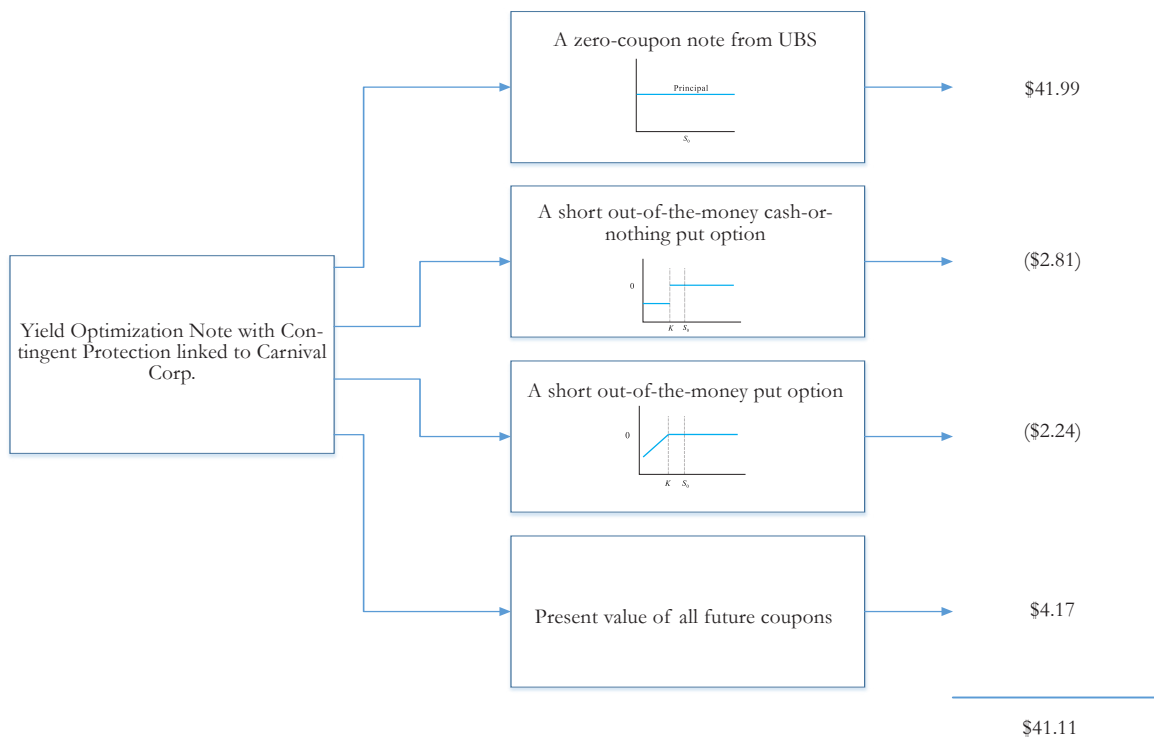 A zero-coupon note from UBS
Principal
S₀
$41.99
A short out-of-the-money cash-or-
nothing put option
0
K S₀
($2.81)
Yield Optimization Note with Con-
tingent Protection linked to Carnival
Corp.
A short out-of-the-money put option
0
K S₀
($2.24)
Present value of all future coupons
$4.17
$41.11